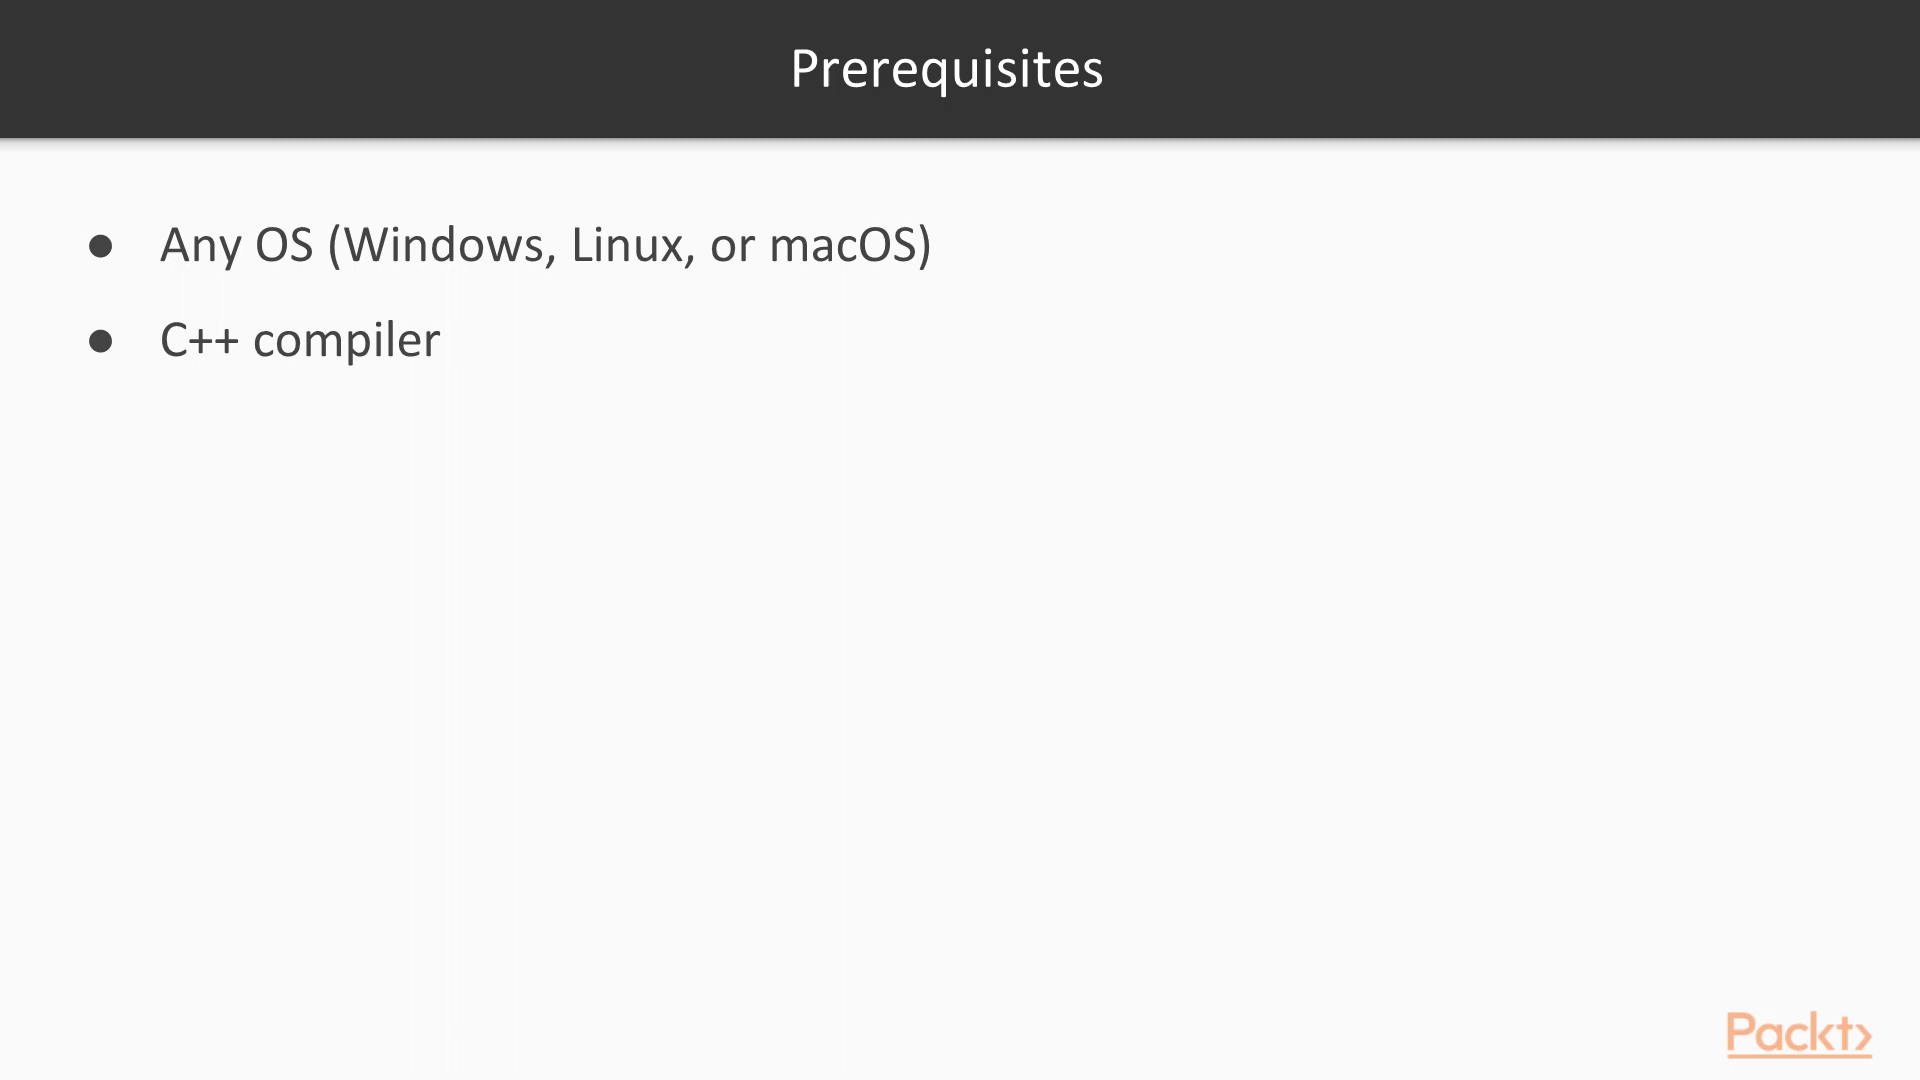 Prerequisites
● Any OS (Windows, Linux, or macOS)
● C++ compiler
Packt>